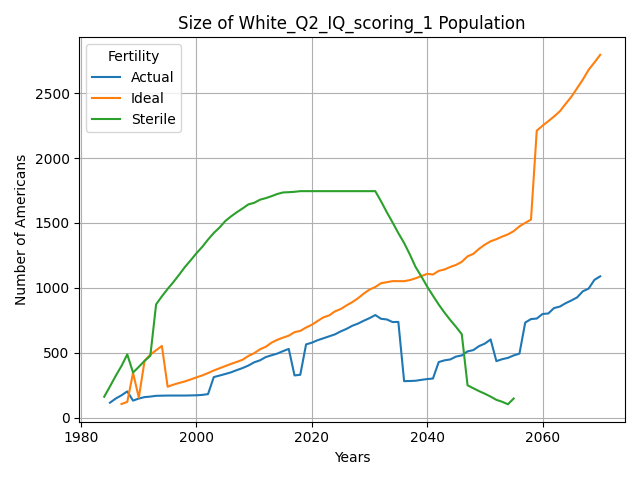 Size of White_Q2_IQ_scoring_1 Population
Fertility
Actual
Ideal
Sterile
Number of Americans
2500
2000
1500
1000
500
0
1980 2000 2020 2040 2060
Years